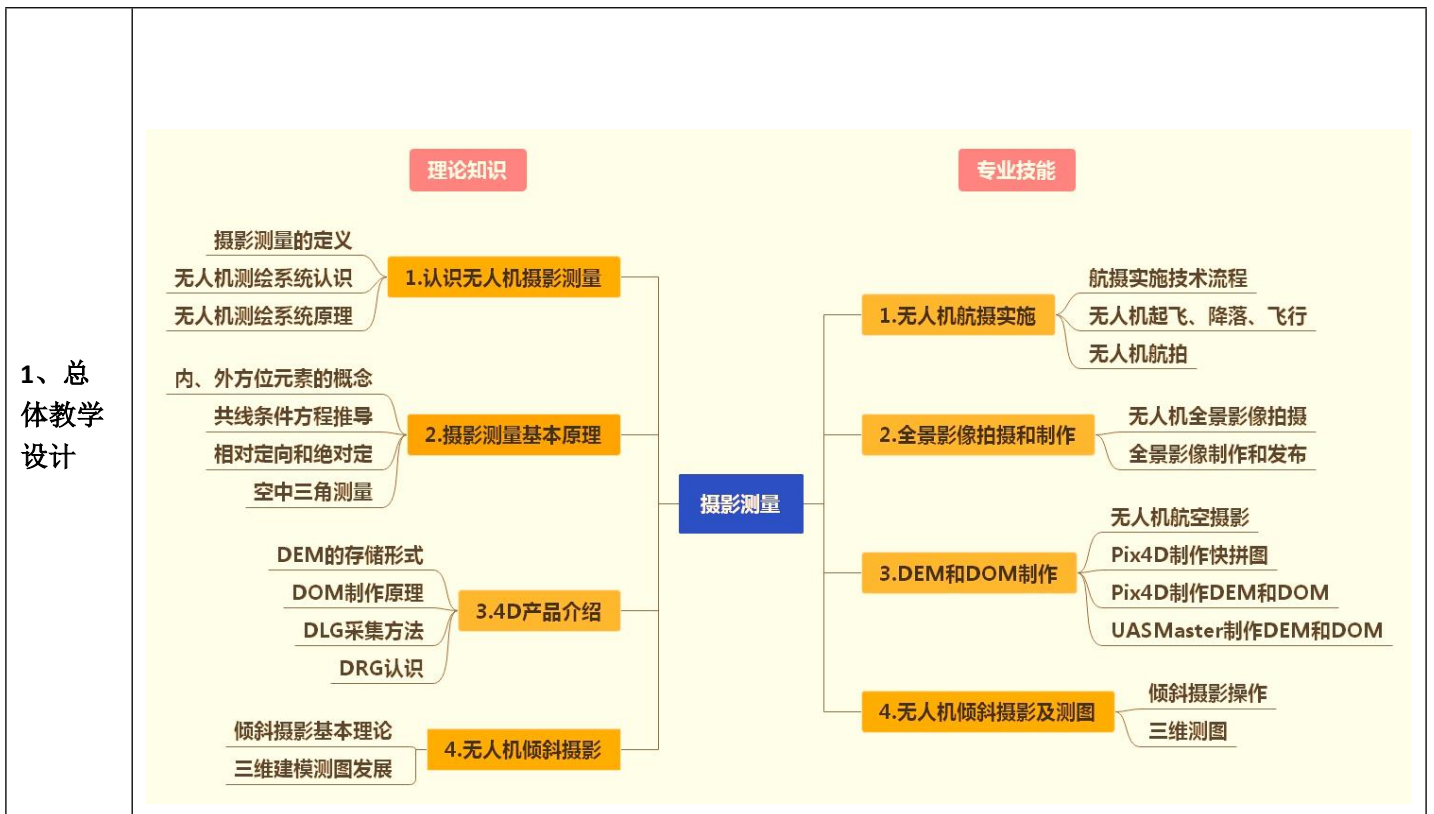 1、总
体教学
设计
理论知识
摄影测量的定义
无人机测绘系统认识
无人机测绘系统原理
1.认识无人机摄影测量
内、外方位元素的概念
共线条件方程推导
相对定向和绝对定
空中三角测量
2.摄影测量基本原理
DEM的存储形式
DOM制作原理
DLG采集方法
DRG认识
3.4D产品介绍
倾斜摄影基本理论
三维建模测图发展
4.无人机倾斜摄影
摄影测量
专业技能
1.无人机航摄实施
航摄实施技术流程
无人机起飞、降落、飞行
无人机航拍
2.全景影像拍摄和制作
无人机全景影像拍摄
全景影像制作和发布
3.DEM和DOM制作
无人机航空摄影
Pix4D制作快拼图
Pix4D制作DEM和DOM
UASMaster制作DEM和DOM
4.无人机倾斜摄影及测图
倾斜摄影操作
三维测图